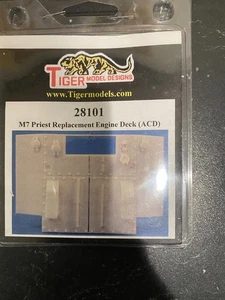 TIGER MODEL DESIGNS
www.Tigermodels.com
28101
M7 Priest Replacement Engine Deck (ACD)